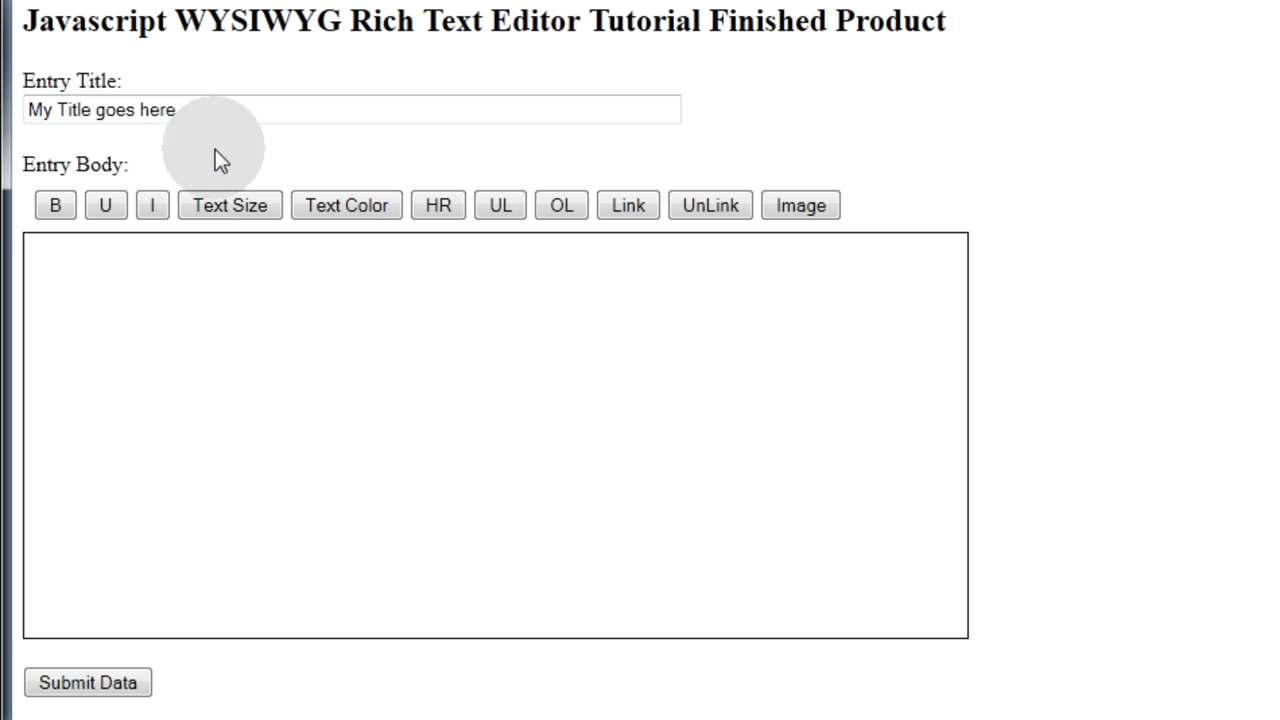 Javascript WYSIWYG Rich Text Editor Tutorial Finished Product
Entry Title:
My Title goes here
Entry Body:
B U I Text Size Text Color HR UL OL Link UnLink Image
Submit Data